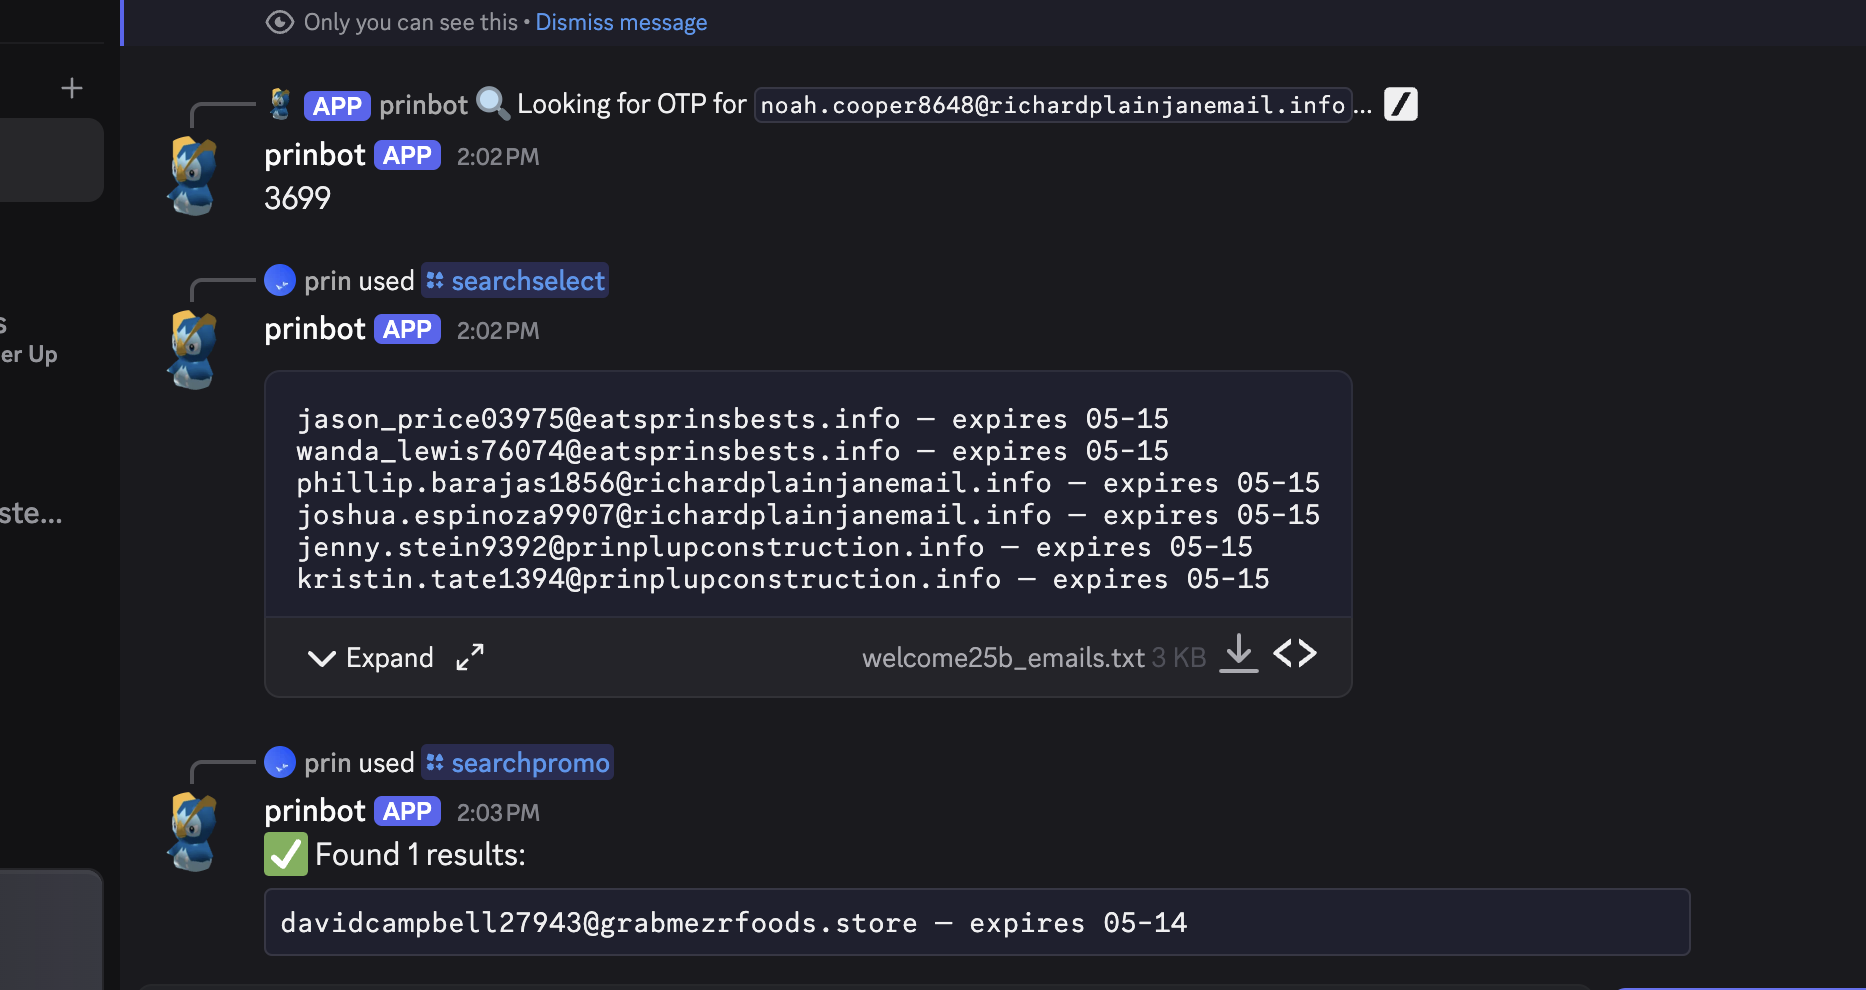 Only you can see this • Dismiss message
APP prinbot 🔍 Looking for OTP for noah.cooper8648@richardplainjanemail.info...
prinbot APP 2:02 PM
3699
prin used searchselect
prinbot APP 2:02 PM
s
er Up
jason_price03975@eatsprinsbests.info — expires 05-15
wanda_lewis76074@eatsprinsbests.info — expires 05-15
phillip.barajas1856@richardplainjanemail.info — expires 05-15
ste...
joshua.espinoza9907@richardplainjanemail.info — expires 05-15
jenny.stein9392@prinplupconstruction.info — expires 05-15
kristin.tate1394@prinplupconstruction.info — expires 05-15
Expand welcome25b_emails.txt 3 KB
prin used searchpromo
prinbot APP 2:03 PM
✅ Found 1 results:
davidcampbell27943@grabmezrfoods.store — expires 05-14